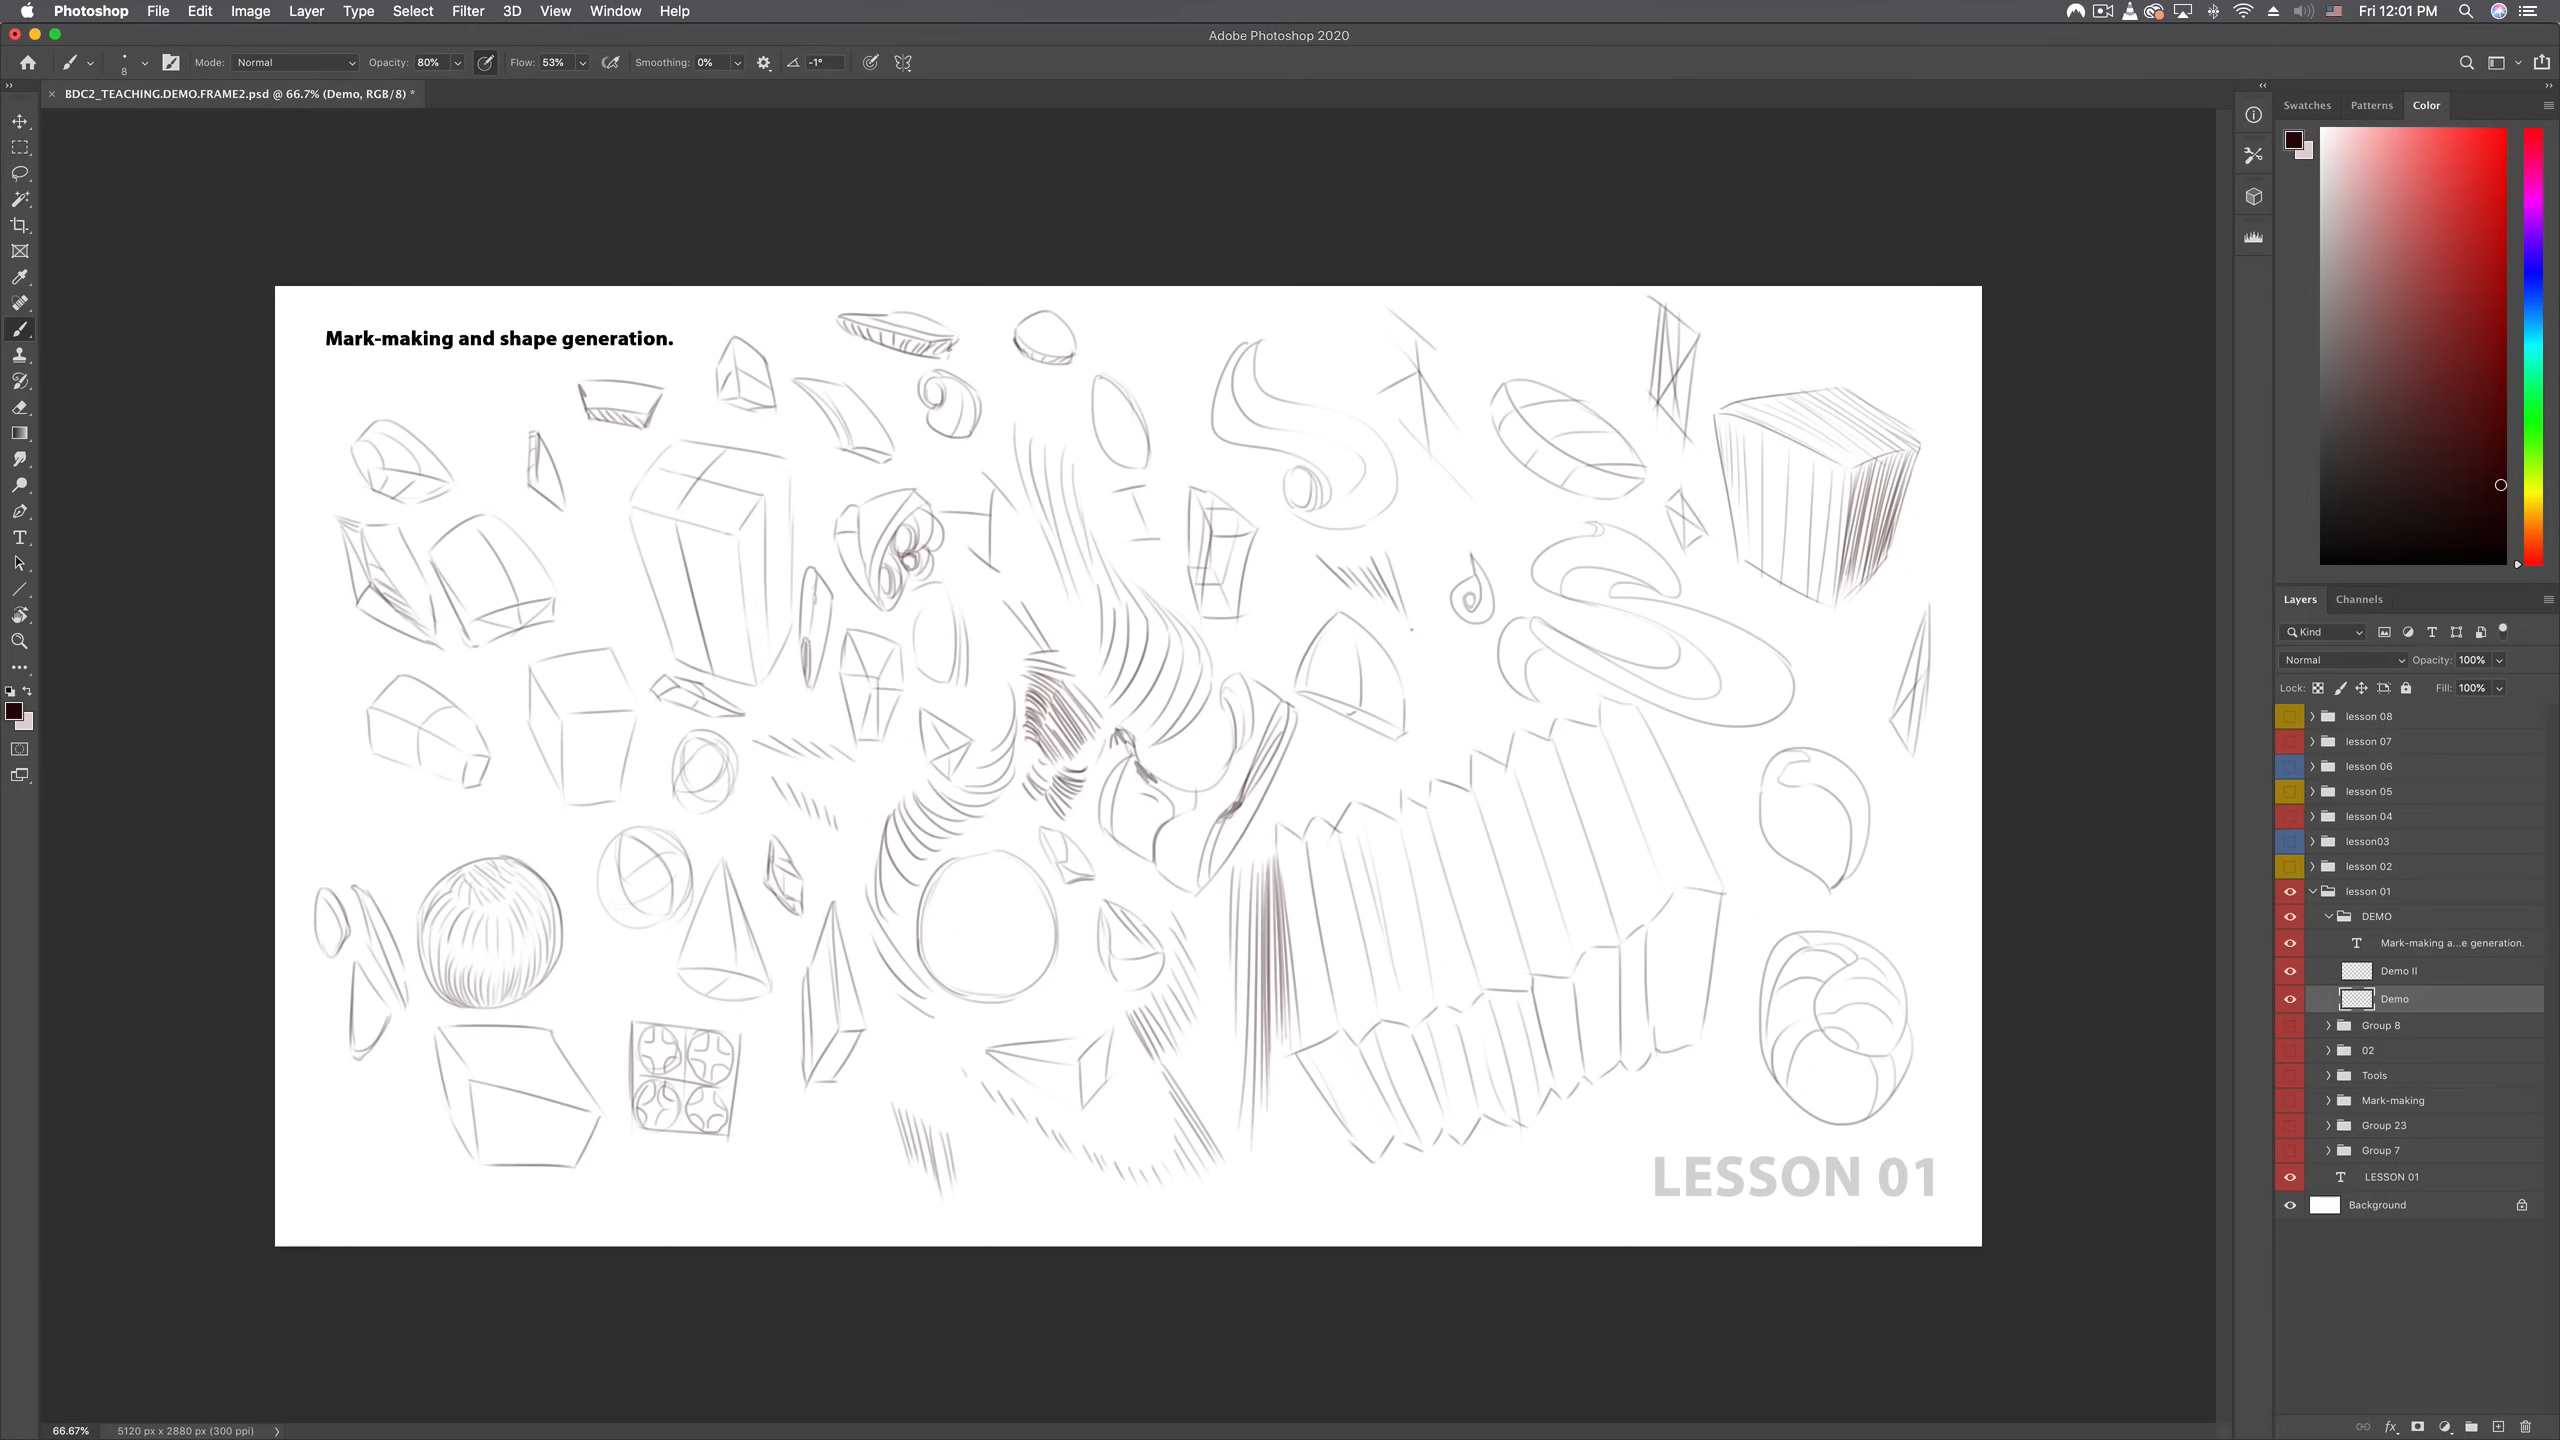 Photoshop File Edit Image Layer Type Select Filter 3D View Window Help
Fri 12:01 PM
Adobe Photoshop 2020
8
Mode: Normal
Opacity: 80%
Flow: 53%
Smoothing: 0%
-1°
BDC2_TEACHING.DEMO.FRAME2.psd @ 66.7% (Demo, RGB/8) *
Swatches Patterns Color
Mark-making and shape generation.
LESSON 01
Layers Channels
Kind
Normal
Opacity: 100%
Lock:
Fill: 100%
lesson 08
lesson 07
lesson 06
lesson 05
lesson 04
lesson03
lesson 02
lesson 01
DEMO
Mark-making a...e generation.
Demo II
Demo
Group 8
02
Tools
Mark-making
Group 23
Group 7
LESSON 01
Background
fx
66.67%
5120 px x 2880 px (300 ppi)